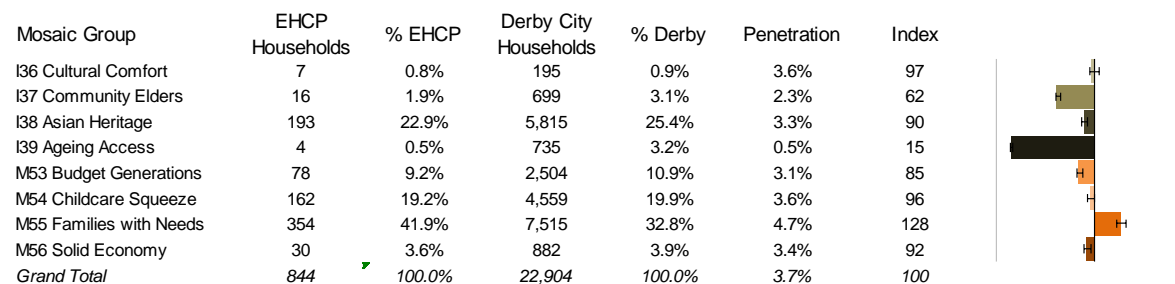 Mosaic Group EHCP Households % EHCP Derby City Households % Derby Penetration Index
I36 Cultural Comfort 7 0.8% 195 0.9% 3.6% 97
I37 Community Elders 16 1.9% 699 3.1% 2.3% 62
I38 Asian Heritage 193 22.9% 5,815 25.4% 3.3% 90
I39 Ageing Access 4 0.5% 735 3.2% 0.5% 15
M53 Budget Generations 78 9.2% 2,504 10.9% 3.1% 85
M54 Childcare Squeeze 162 19.2% 4,559 19.9% 3.6% 96
M55 Families with Needs 354 41.9% 7,515 32.8% 4.7% 128
M56 Solid Economy 30 3.6% 882 3.9% 3.4% 92
Grand Total 844 100.0% 22,904 100.0% 3.7% 100